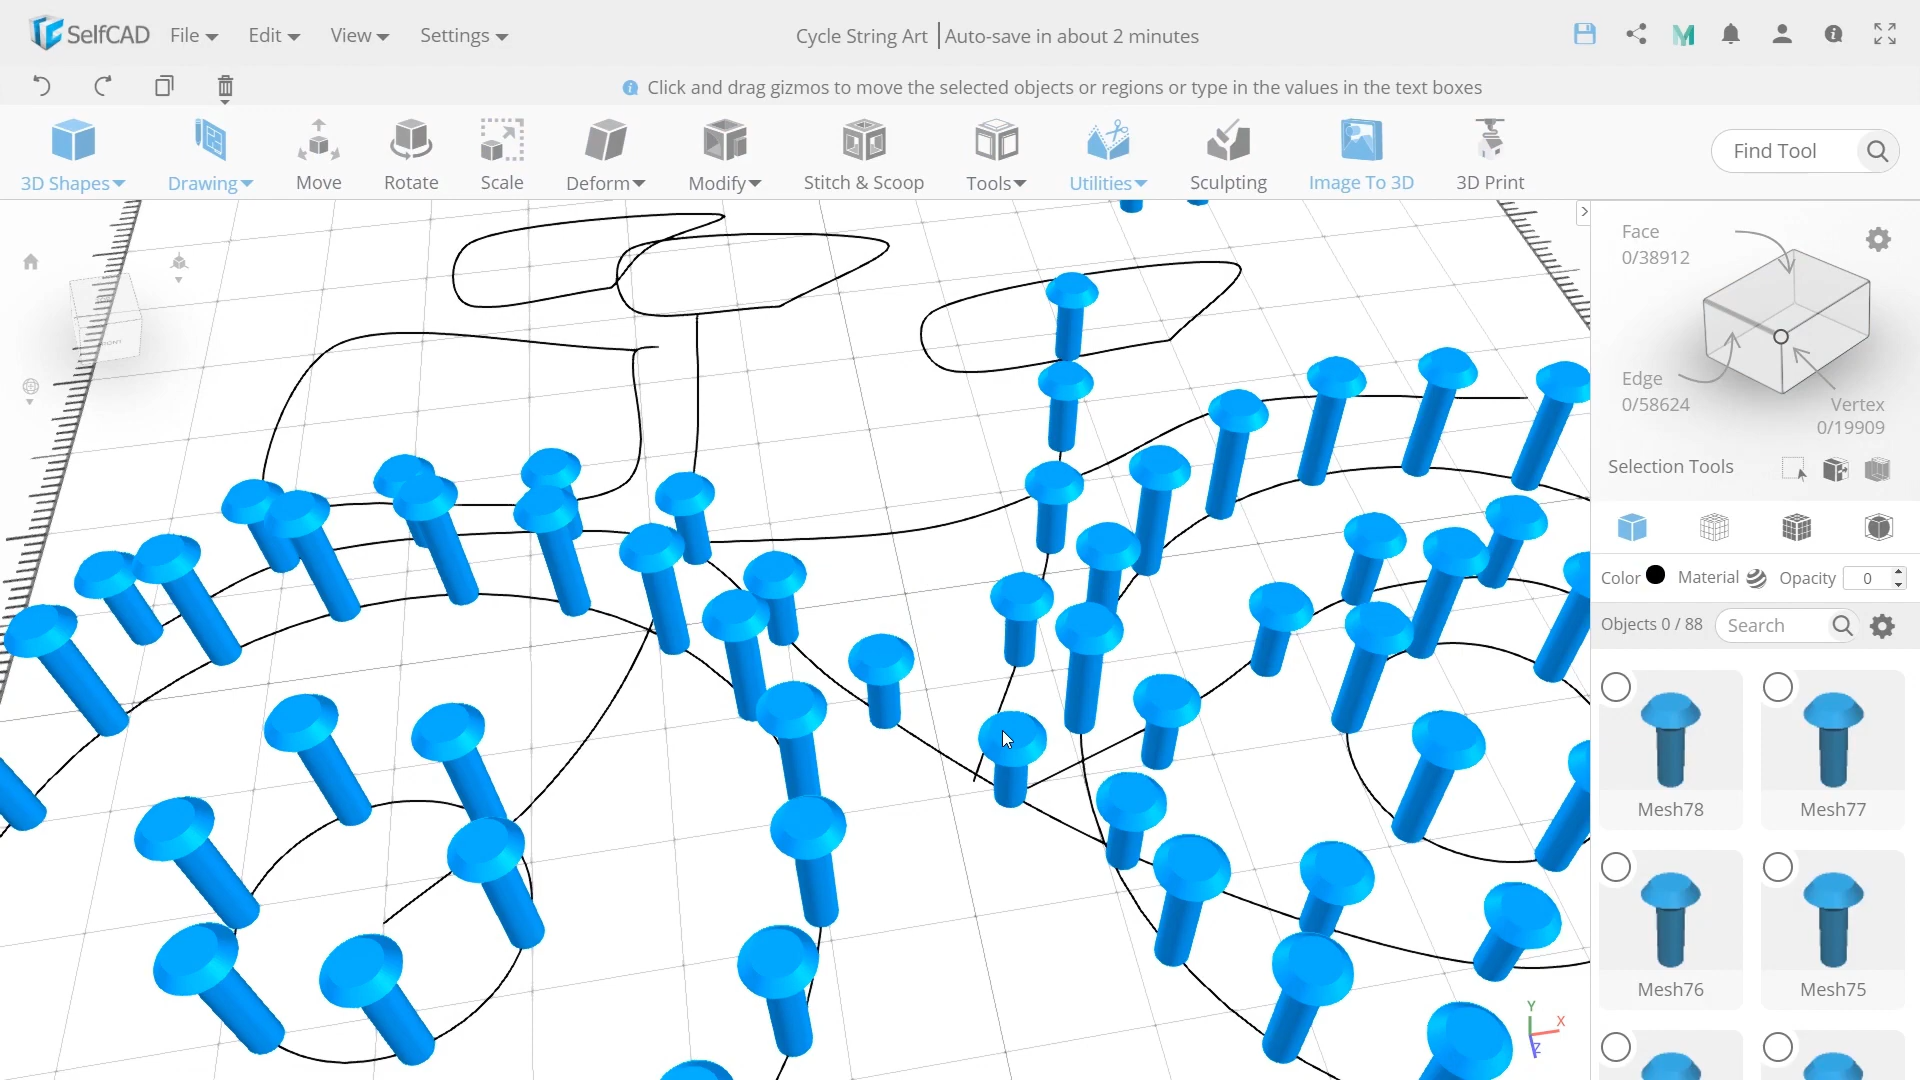 SelfCAD File Edit View Settings
Cycle String Art | Auto-save in about 2 minutes
Click and drag gizmos to move the selected objects or regions or type in the values in the text boxes
3D Shapes Drawing Move Rotate Scale Deform Modify Stitch & Scoop Tools Utilities Sculpting Image To 3D 3D Print
Find Tool
Face
0/38912
Edge
0/58624
Vertex
0/19909
Selection Tools
Color Material Opacity 0
Objects 0 / 88 Search
Mesh78 Mesh77
Mesh76 Mesh75
Y
X
Z